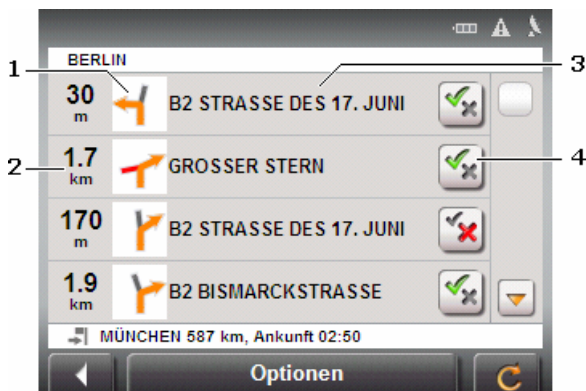 BERLIN
1
3
30 m B2 STRASSE DES 17. JUNI
2
1.7 km GROSSER STERN
4
170 m B2 STRASSE DES 17. JUNI
1.9 km B2 BISMARCKSTRASSE
MÜNCHEN 587 km, Ankunft 02:50
Optionen